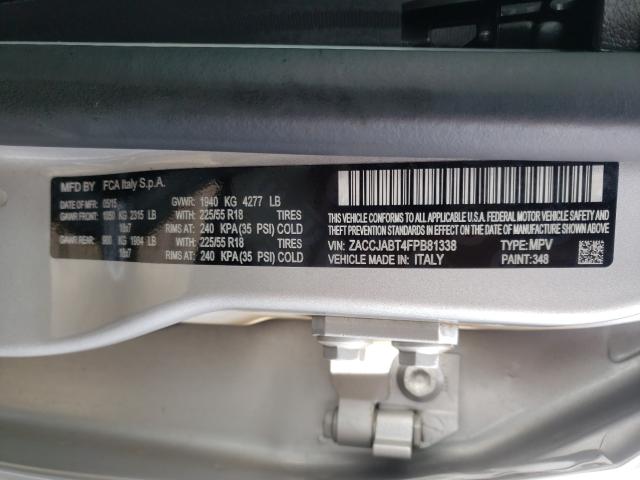 MFD BY FCA Italy S.p.A.
DATE OF MFR 05/15 GVWR: 1940 KG 4277 LB
GAWR FRONT: 1050 KG 2315 LB WITH: 225/55 R18 TIRES
18x7 RIMS AT: 240 KPA (35 PSI) COLD
GAWR REAR: KG 1984 LB WITH: 225/55 R18 TIRES
18x7 RIMS AT: 240 KPA (35 PSI) COLD
THIS VEHICLE CONFORMS TO ALL APPLICABLE U.S.A. FEDERAL MOTOR VEHICLE SAFETY AND
THEFT PREVENTION STANDARDS IN EFFECT ON THE DATE OF MANUFACTURE SHOWN ABOVE.
VIN: ZACCJABT4FPB81338 TYPE: MPV
VEHICLE MADE IN: ITALY PAINT: 348